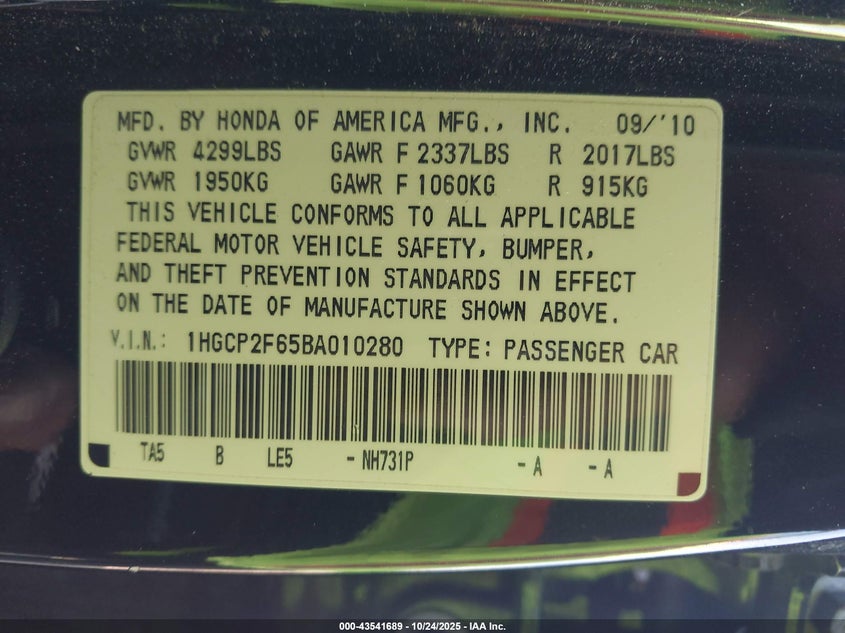 MFD. BY HONDA OF AMERICA MFG., INC. 09/'10
GVWR 4299LBS GAWR F 2337LBS R 2017LBS
GVWR 1950KG GAWR F 1060KG R 915KG
THIS VEHICLE CONFORMS TO ALL APPLICABLE
FEDERAL MOTOR VEHICLE SAFETY, BUMPER,
AND THEFT PREVENTION STANDARDS IN EFFECT
ON THE DATE OF MANUFACTURE SHOWN ABOVE.
V.I.N.: 1HGCP2F65BA010280 TYPE: PASSENGER CAR
TA5 B LE5 - NH731P - A - A
000-43541689 - 10/24/2025 - IAA Inc.